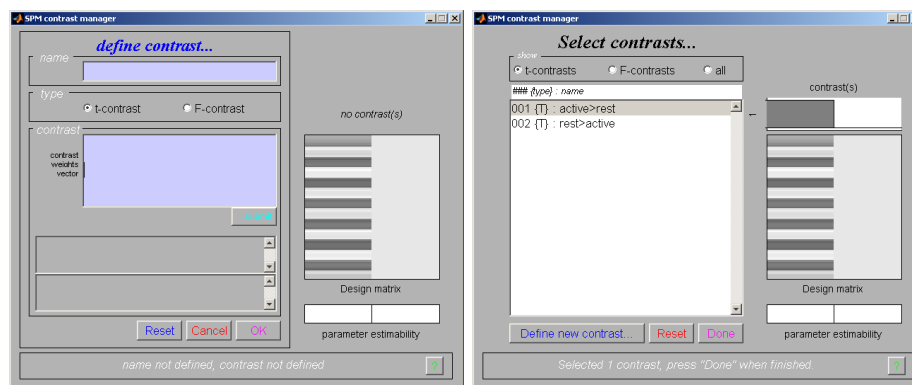 SPM contrast manager
define contrast...
name
type
t-contrast
F-contrast
contrast
contrast
weights
vector
Reset
Cancel
OK
no contrast(s)
Design matrix
parameter estimability
name not defined, contrast not defined
?
SPM contrast manager
Select contrasts...
show
t-contrasts
F-contrasts
all
### {type} : name
001 {T} : active>rest
002 {T} : rest>active
Define new contrast...
Reset
Done
contrast(s)
Design matrix
parameter estimability
Selected 1 contrast, press "Done" when finished.
?